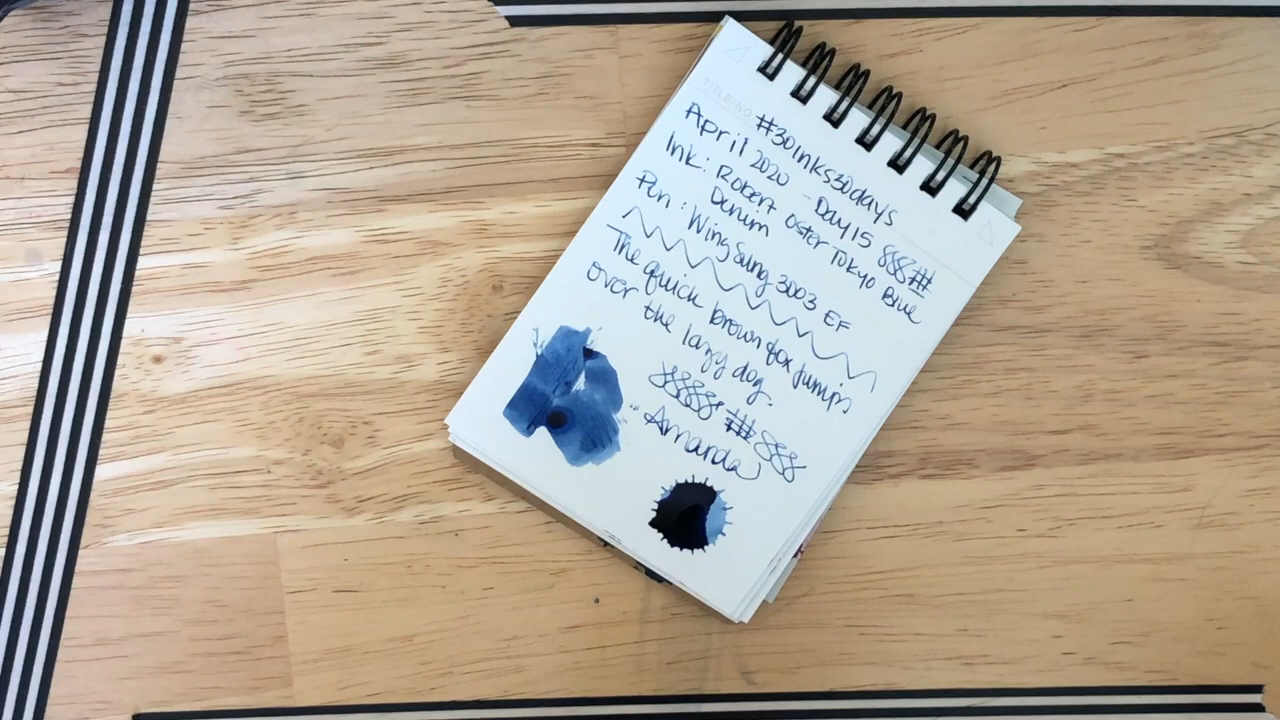 #30Inks30days
April 2020 - Day 15 888#
Ink: Robert Oster Tokyo Blue
Denim
Pen: Wing Sung 3003 EF
The quick brown fox jumps
over the lazy dog.
88888 # 888
~Amanda